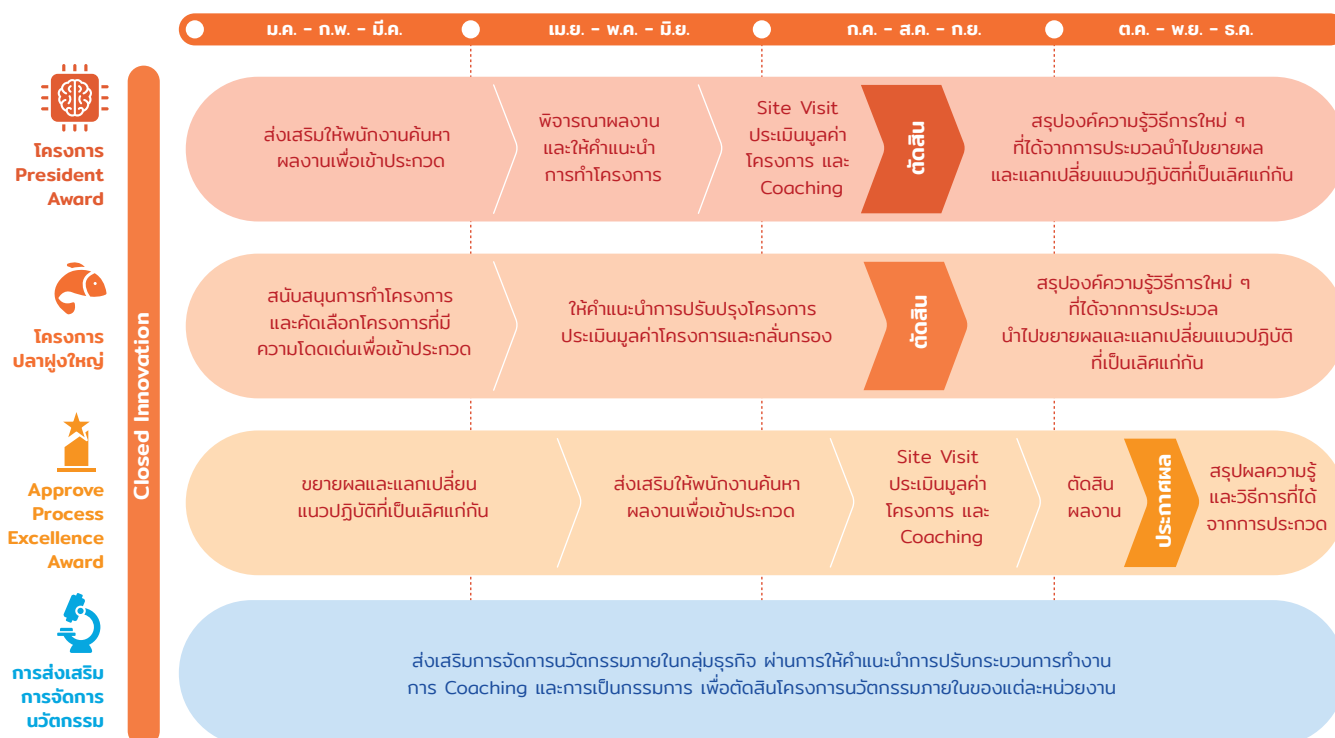 ม.ค. - ก.พ. - มี.ค.
เม.ย. - พ.ค. - มิ.ย.
ก.ค. - ส.ค. - ก.ย.
ต.ค. - พ.ย. - ธ.ค.
Closed Innovation
โครงการ
President
Award
ส่งเสริมให้พนักงานค้นหา
ผลงานเพื่อเข้าประกวด
พิจารณาผลงาน
และให้คำแนะนำ
การทำโครงการ
Site Visit
ประเมินมูลค่า
โครงการ และ
Coaching
ตัดสิน
สรุปองค์ความรู้วิธีการใหม่ ๆ
ที่ได้จากการประมวลนำไปขยายผล
และแลกเปลี่ยนแนวปฏิบัติที่เป็นเลิศแก่กัน
โครงการ
ปลาฝูงใหญ่
สนับสนุนการทำโครงการ
และคัดเลือกโครงการที่มี
ความโดดเด่นเพื่อเข้าประกวด
ให้คำแนะนำการปรับปรุงโครงการ
ประเมินมูลค่าโครงการและกลั่นกรอง
ตัดสิน
สรุปองค์ความรู้วิธีการใหม่ ๆ
ที่ได้จากการประมวล
นำไปขยายผลและแลกเปลี่ยนแนวปฏิบัติ
ที่เป็นเลิศแก่กัน
Approve
Process
Excellence
Award
ขยายผลและแลกเปลี่ยน
แนวปฏิบัติที่เป็นเลิศแก่กัน
ส่งเสริมให้พนักงานค้นหา
ผลงานเพื่อเข้าประกวด
Site Visit
ประเมินมูลค่า
โครงการ และ
Coaching
ตัดสิน
ผลงาน
ประกาศผล
สรุปผลความรู้
และวิธีการที่ได้
จากการประกวด
การส่งเสริม
การจัดการ
นวัตกรรม
ส่งเสริมการจัดการนวัตกรรมภายในกลุ่มธุรกิจ ผ่านการให้คำแนะนำการปรับกระบวนการทำงาน
การ Coaching และการเป็นกรรมการ เพื่อตัดสินโครงการนวัตกรรมภายในของแต่ละหน่วยงาน